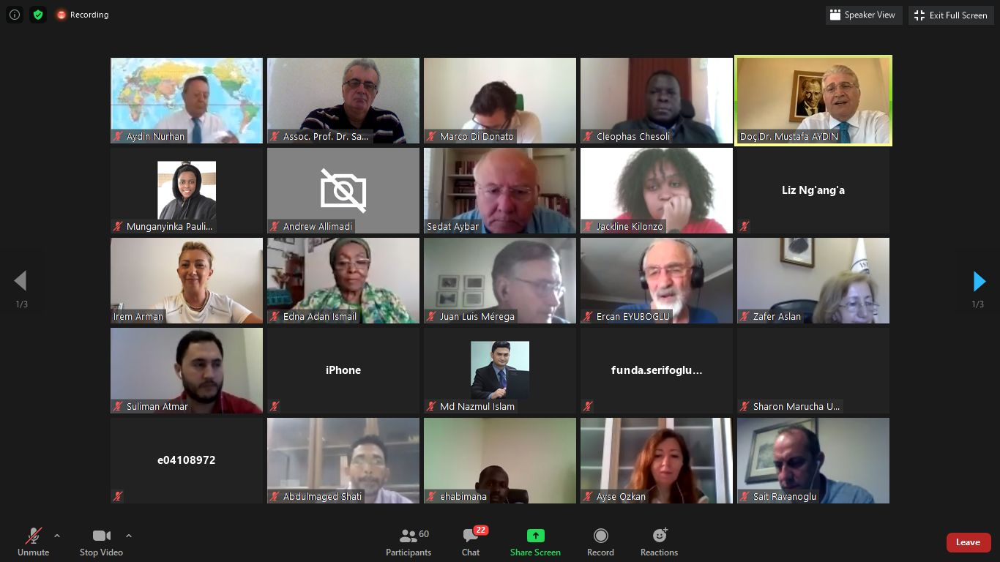 Recording
Speaker View
Exit Full Screen
Aydin Nurhan
Assoc. Prof. Dr. Sa...
Marco Di Donato
Cleophas Chesoli
Doç.Dr. Mustafa AYDIN
Munganyinka Pauli...
Andrew Allimadi
Sedat Aybar
Jackline Kilonzo
Liz Ng'ang'a
Irem Arman
Edna Adan Ismail
Juan Luis Mérega
Ercan EYUBOGLU
Zafer Aslan
1/3
1/3
Suliman Atmar
iPhone
Md Nazmul Islam
funda.serifoglu...
Sharon Marucha U...
e04108972
Abdulmaged Shati
ehabimana
Ayse Ozkan
Sait Ravanoglu
Unmute
Stop Video
60
Participants
22
Chat
Share Screen
Record
Reactions
Leave